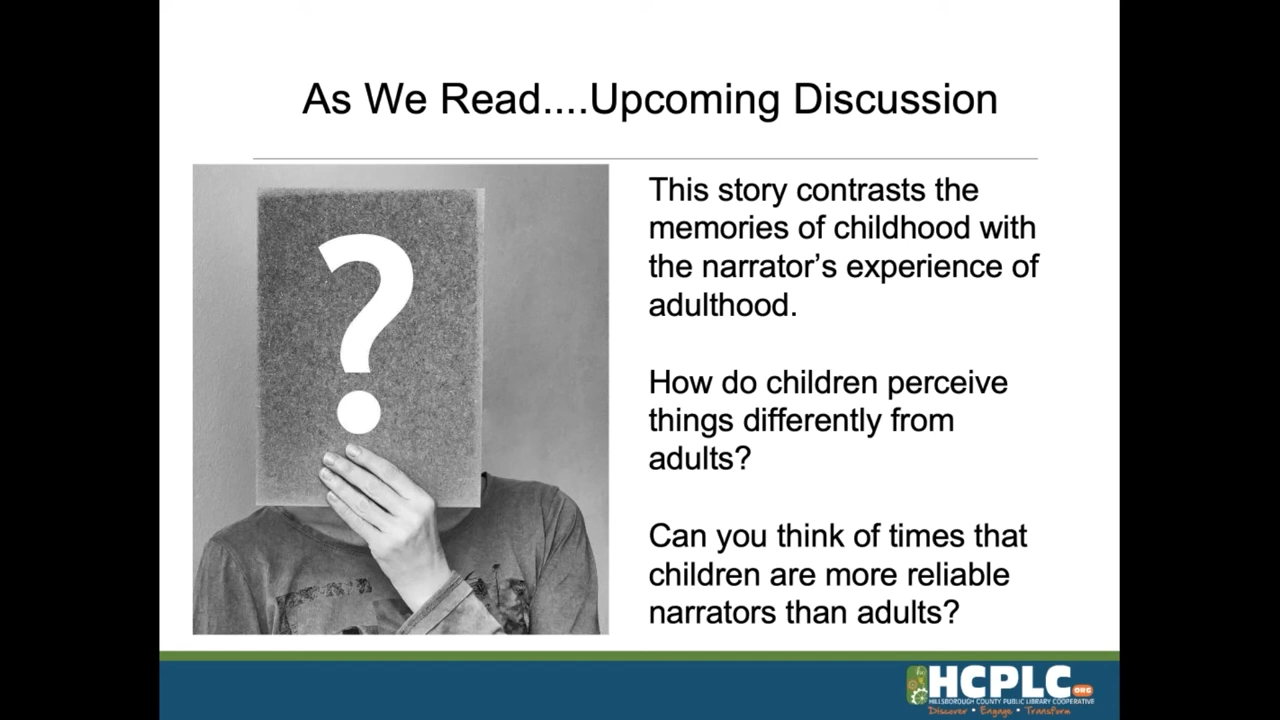 As We Read....Upcoming Discussion
?
This story contrasts the
memories of childhood with
the narrator’s experience of
adulthood.
How do children perceive
things differently from
adults?
Can you think of times that
children are more reliable
narrators than adults?
HCPLC.ORG
HILLSBOROUGH COUNTY PUBLIC LIBRARY COOPERATIVE
Discover • Engage • Transform